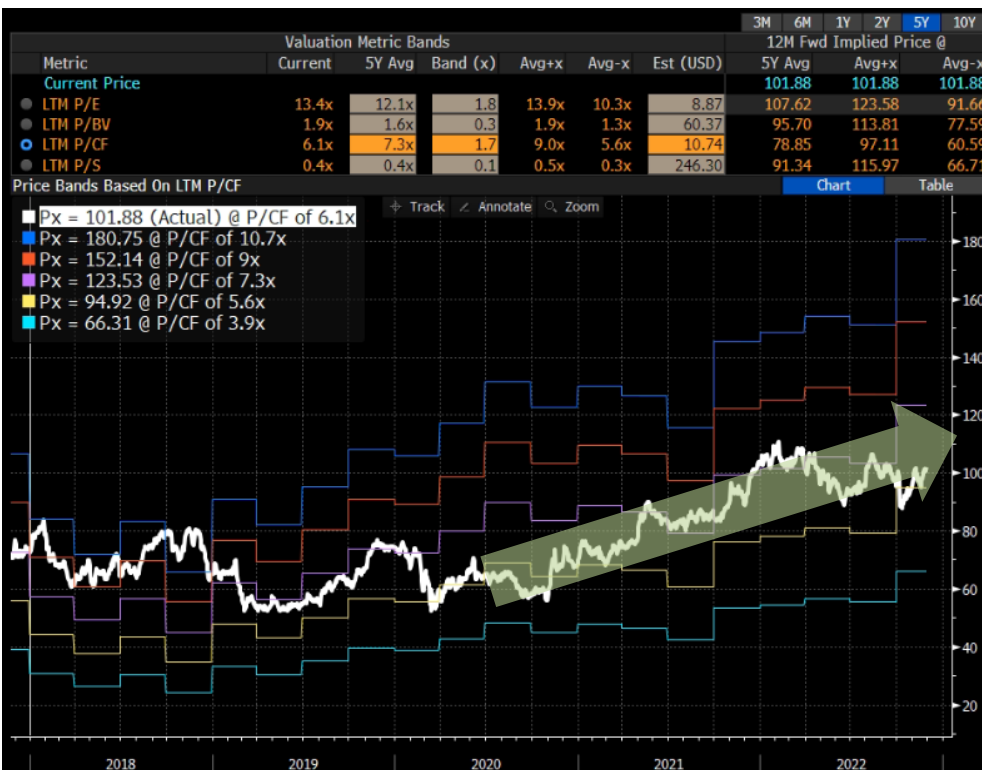 3M 6M 1Y 2Y 5Y 10Y
Valuation Metric Bands 12M Fwd Implied Price @
Metric Current 5Y Avg Band (x) Avg+x Avg-x Est (USD) 5Y Avg Avg+x Avg-x
Current Price 101.88 101.88 101.88
LTM P/E 13.4x 12.1x 1.8 13.9x 10.3x 8.87 107.62 123.58 91.66
LTM P/BV 1.9x 1.6x 0.3 1.9x 1.3x 60.37 95.70 113.81 77.59
LTM P/CF 6.1x 7.3x 1.7 9.0x 5.6x 10.74 78.85 97.11 60.59
LTM P/S 0.4x 0.4x 0.1 0.5x 0.3x 246.30 91.34 115.97 66.71
Price Bands Based On LTM P/CF Chart Table
Track Annotate Zoom
Px = 101.88 (Actual) @ P/CF of 6.1x
Px = 180.75 @ P/CF of 10.7x
Px = 152.14 @ P/CF of 9x
Px = 123.53 @ P/CF of 7.3x
Px = 94.92 @ P/CF of 5.6x
Px = 66.31 @ P/CF of 3.9x
180
160
140
120
100
80
60
40
20
2018 2019 2020 2021 2022